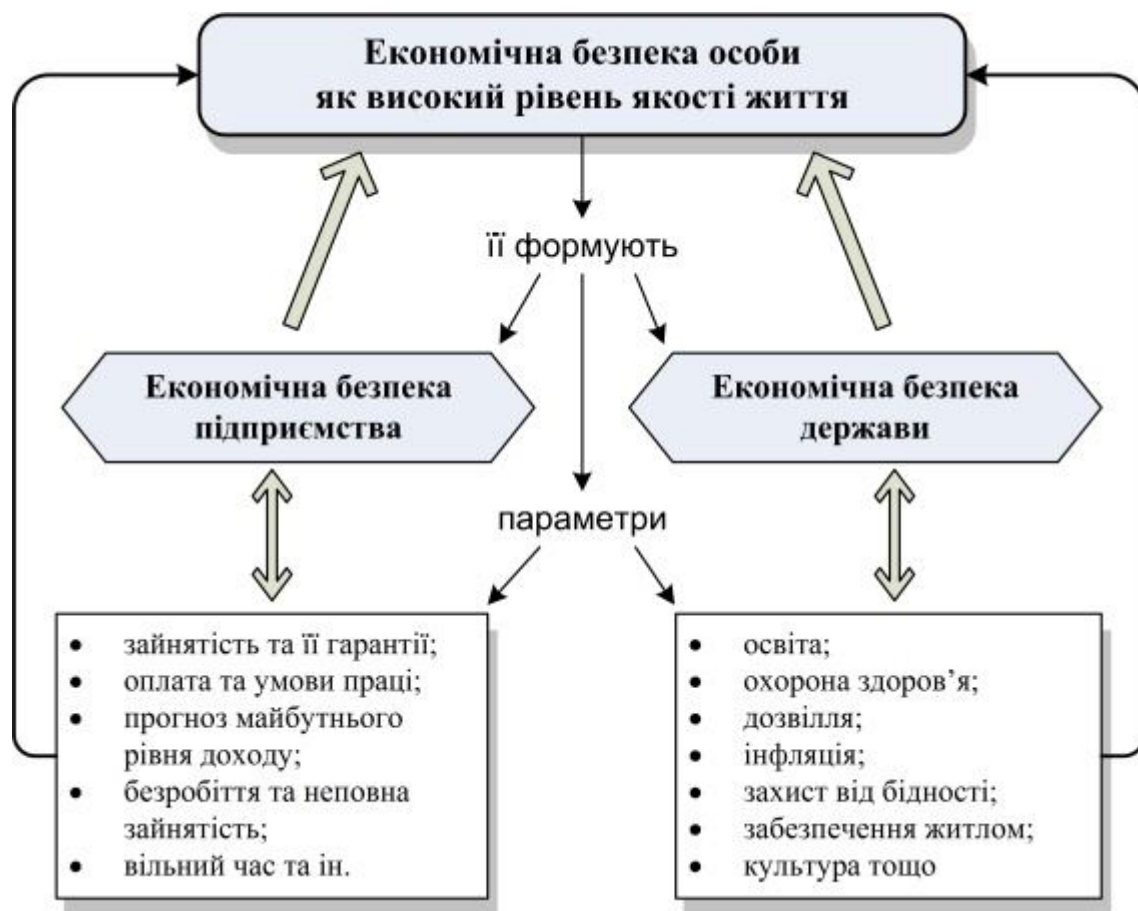 Економічна безпека особи
як високий рівень якості життя
її формують
Економічна безпека
підприємства
Економічна безпека
держави
параметри
• зайнятість та її гарантії;
• оплата та умови праці;
• прогноз майбутнього
рівня доходу;
• безробіття та неповна
зайнятість;
• вільний час та ін.
• освіта;
• охорона здоров’я;
• дозвілля;
• інфляція;
• захист від бідності;
• забезпечення житлом;
• культура тощо